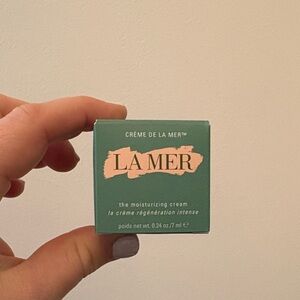 CRÈME DE LA MER™
LA MER
the moisturizing cream
la crème régénération intense
poids net wt. 0.24 oz./7 ml ℮